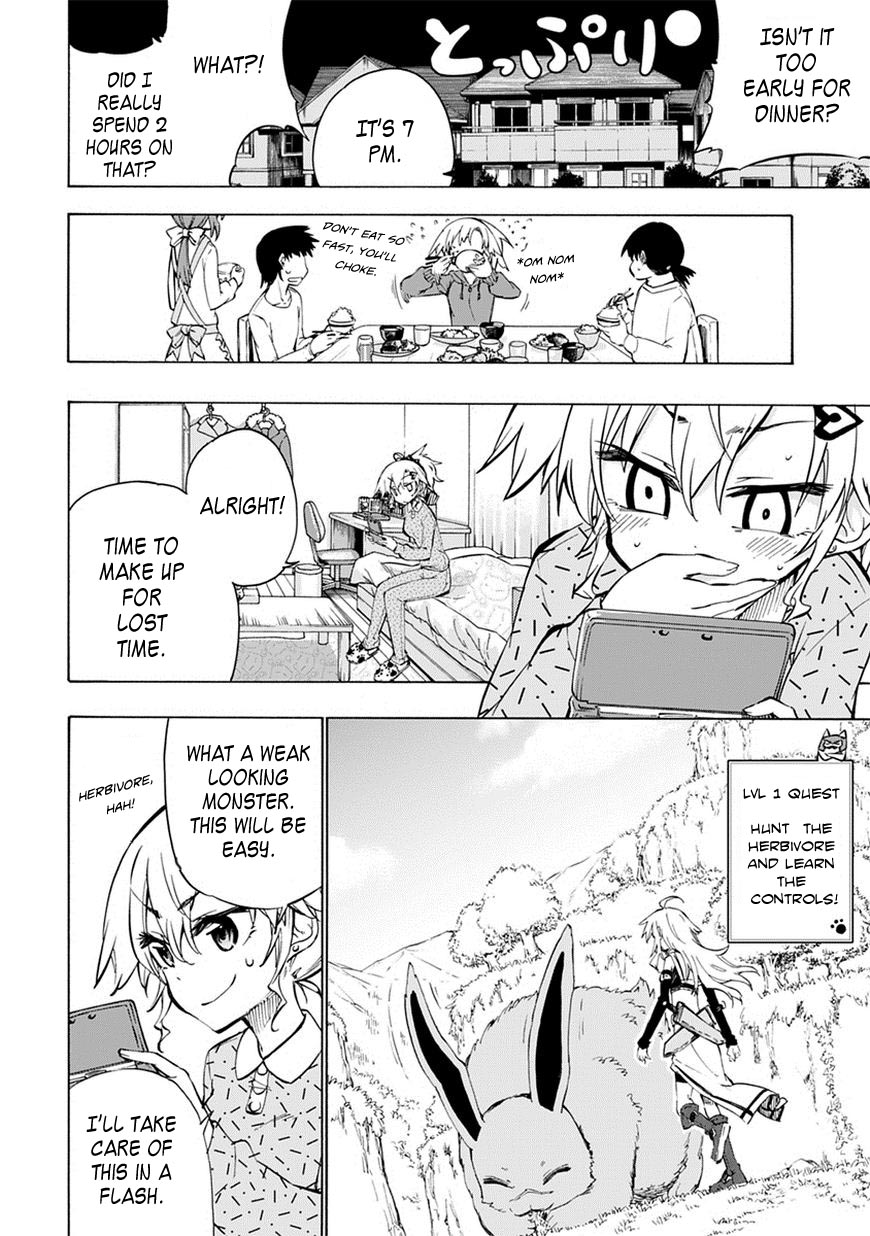 ISN'T IT
TOO
EARLY FOR
DINNER?
とっぷり
IT'S 7
PM.
WHAT?!
DID I
REALLY
SPEND 2
HOURS ON
THAT?
*OM NOM
NOM*
DON'T EAT SO
FAST, YOU'LL
CHOKE.
ALRIGHT!
TIME TO
MAKE UP
FOR
LOST
TIME.
LVL 1 QUEST
HUNT THE
HERBIVORE
AND LEARN
THE
CONTROLS!
WHAT A WEAK
LOOKING
MONSTER.
THIS WILL BE
EASY.
HERBIVORE,
HAH!
I'LL TAKE
CARE OF
THIS IN A
FLASH.